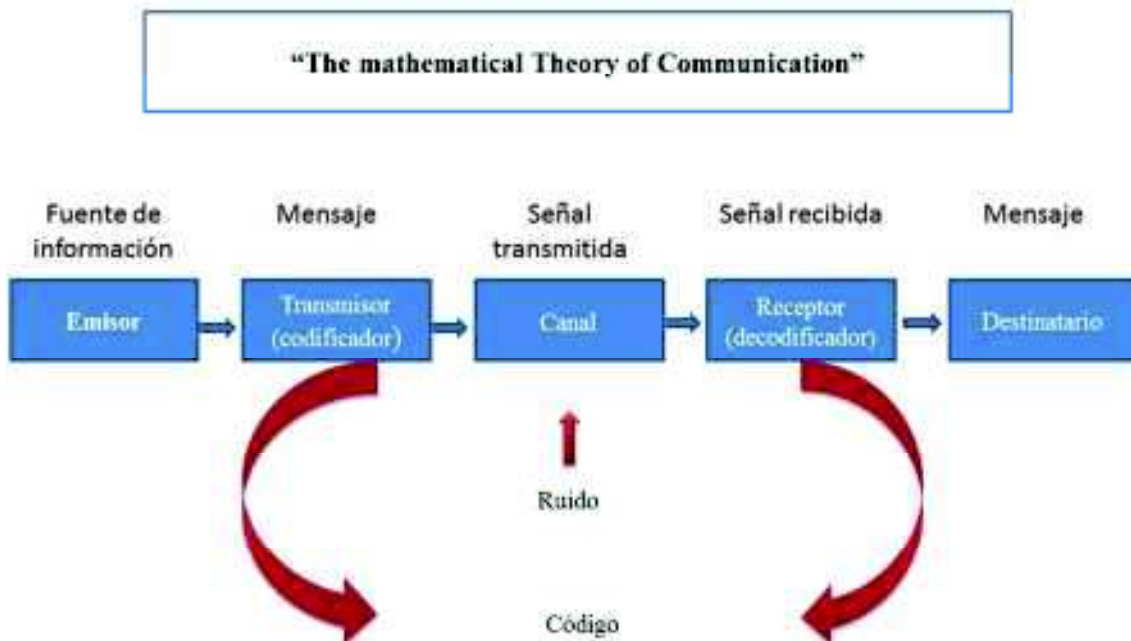 “The mathematical Theory of Communication”
Fuente de
información
Mensaje
Señal
transmitida
Señal recibida
Mensaje
Emisor
Transmisor
(codificador)
Canal
Receptor
(decodificador)
Destinatario
Ruido
Código